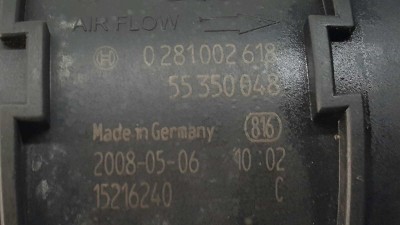 AIR FLOW
0 281 002 618
55 350 048
Made in Germany 816
2008-05-06 10:02
15216240 C